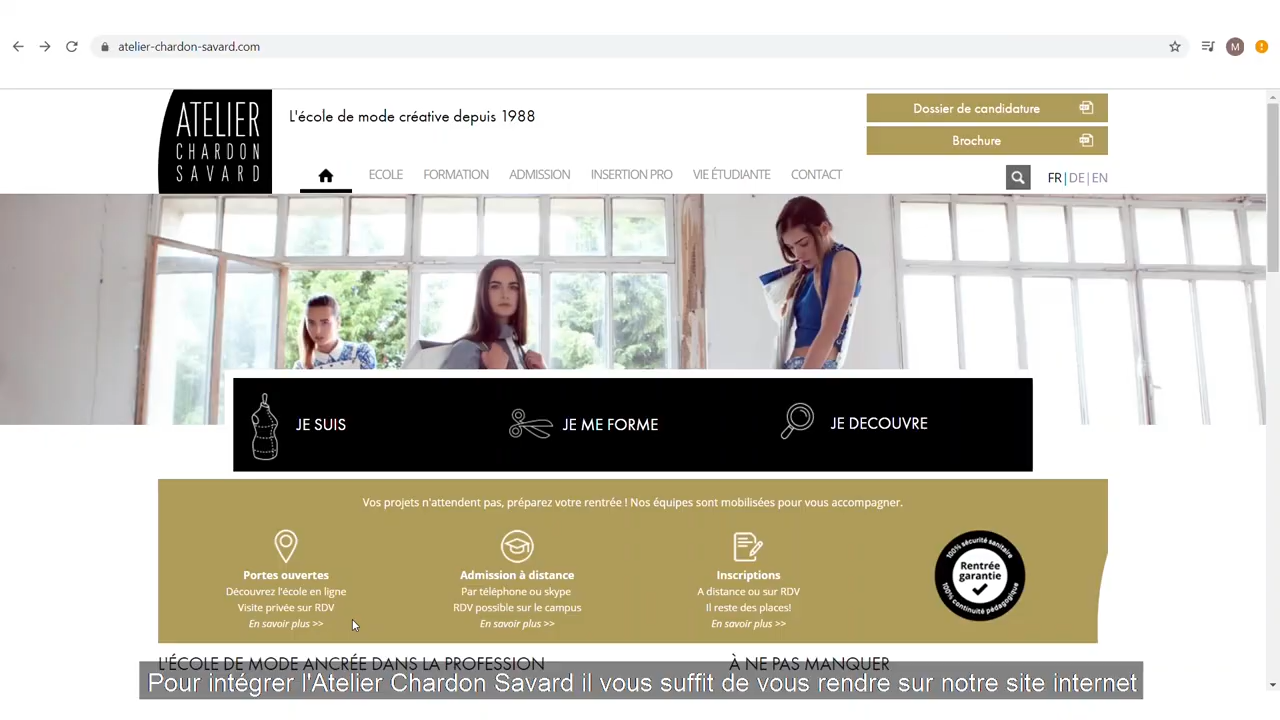 atelier-chardon-savard.com
M
ATELIER
CHARDON
SAVARD
L'école de mode créative depuis 1988
Dossier de candidature
Brochure
ECOLE FORMATION ADMISSION INSERTION PRO VIE ÉTUDIANTE CONTACT
FR|DE|EN
JE SUIS
JE ME FORME
JE DECOUVRE
Vos projets n'attendent pas, préparez votre rentrée ! Nos équipes sont mobilisées pour vous accompagner.
Portes ouvertes
Découvrez l'école en ligne
Visite privée sur RDV
En savoir plus >>
Admission à distance
Par téléphone ou skype
RDV possible sur le campus
En savoir plus >>
Inscriptions
A distance ou sur RDV
Il reste des places!
En savoir plus >>
100% sécurité sanitaire
Rentrée
garantie
100% continuité pédagogique
L'ÉCOLE DE MODE ANCRÉE DANS LA PROFESSION
À NE PAS MANQUER
Pour intégrer l'Atelier Chardon Savard il vous suffit de vous rendre sur notre site internet